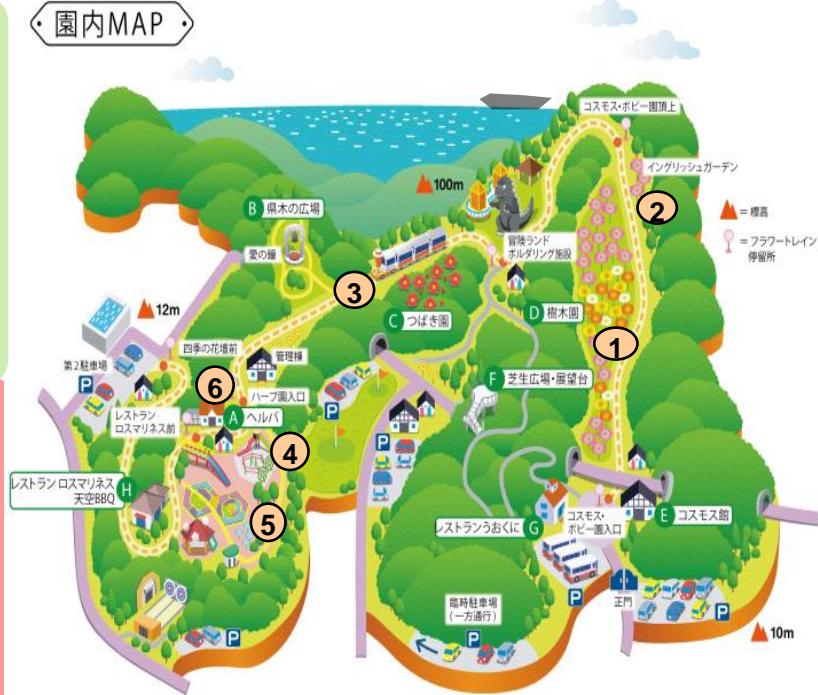 園内MAP
コスモス・ポピー園頂上
イングリッシュガーデン
100m
2
= 標高
B 県木の広場
= フラワートレイン
停留所
愛の鐘
冒険ランド
ボルダリング施設
3
12m
C つばき園
D 樹木園
四季の花壇前
管理棟
1
第2駐車場
P
6
F 芝生広場・展望台
ハーブ園入口
P
レストラン
ロスマリネス前
A ヘルバ
P
4
レストラン ロスマリネス
天空BBQ
H
5
レストランうおくに
G
コスモス・
ポピー園入口
E コスモス館
P
正門
臨時駐車場
(一方通行)
P
P
P
10m